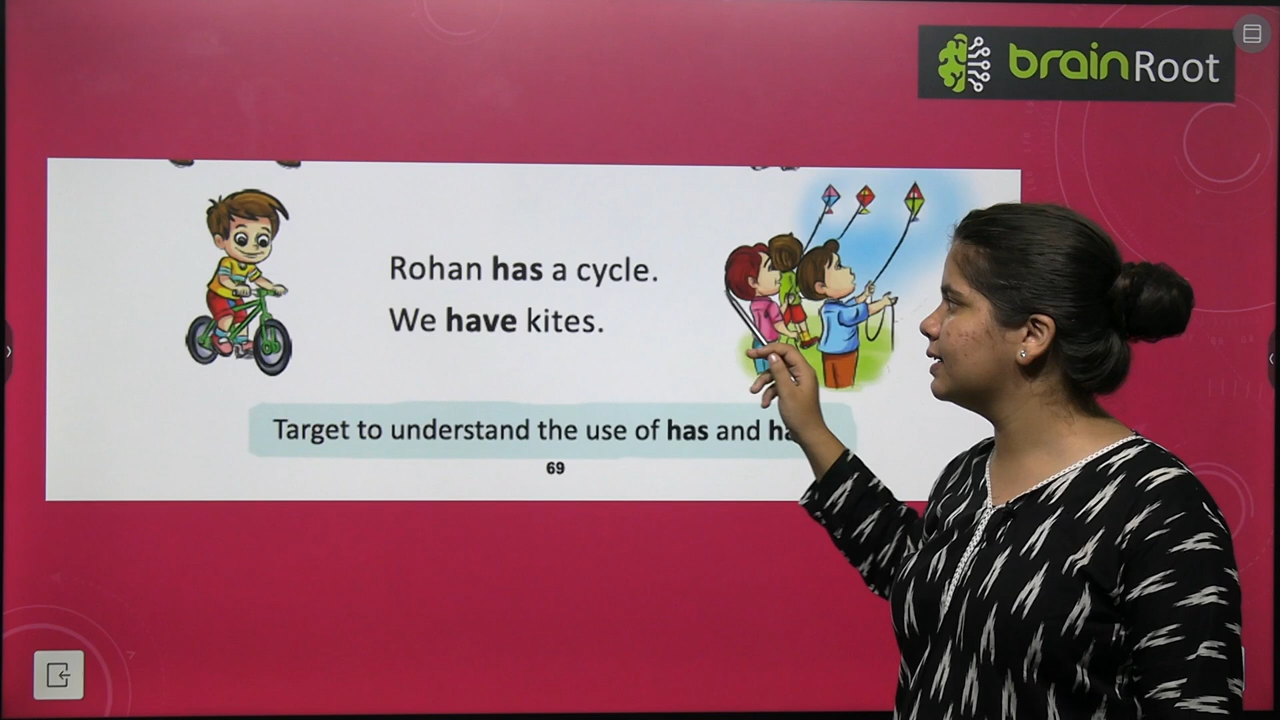 brainRoot
Rohan has a cycle.
We have kites.
Target to understand the use of has and
69